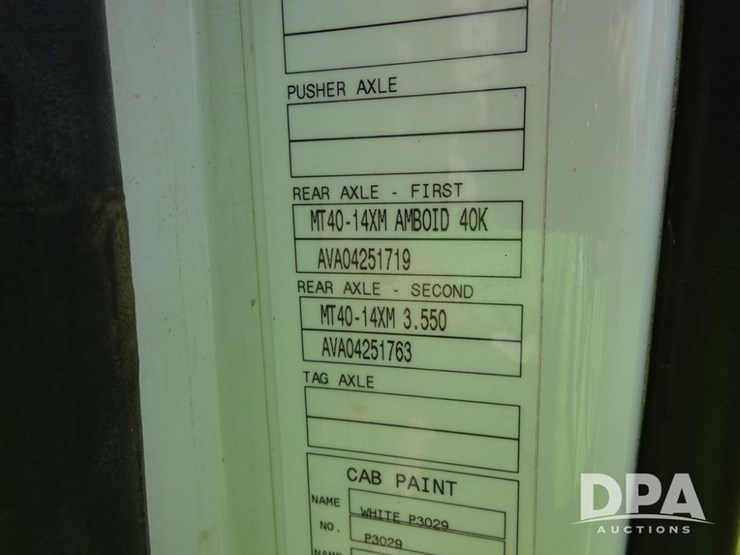 PUSHER AXLE
REAR AXLE - FIRST
MT40-14XM AMBOID 40K
AVA04251719
REAR AXLE - SECOND
MT40-14XM 3.550
AVA04251763
TAG AXLE
CAB PAINT
NAME WHITE P3029
NO. P3029
NAME
DPA
AUCTIONS